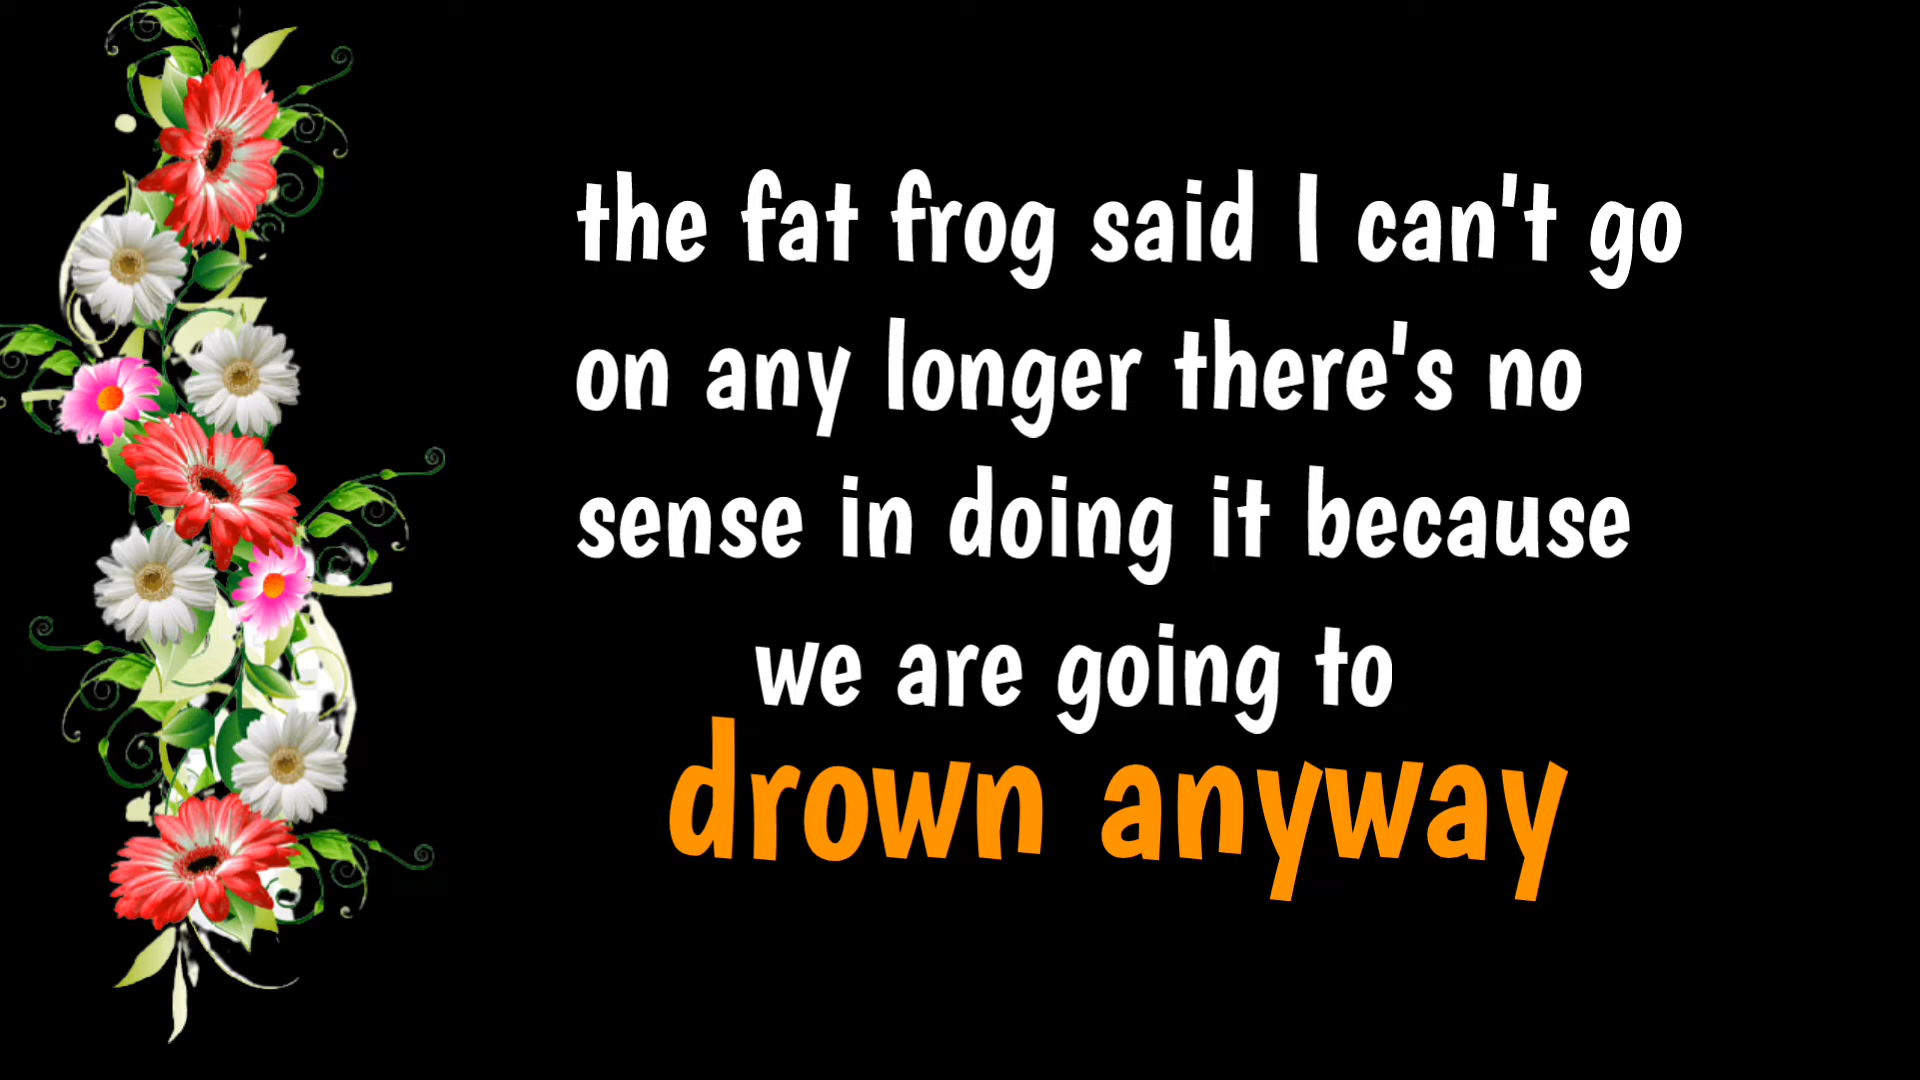 the fat frog said I can't go
on any longer there's no
sense in doing it because
we are going to
drown anyway